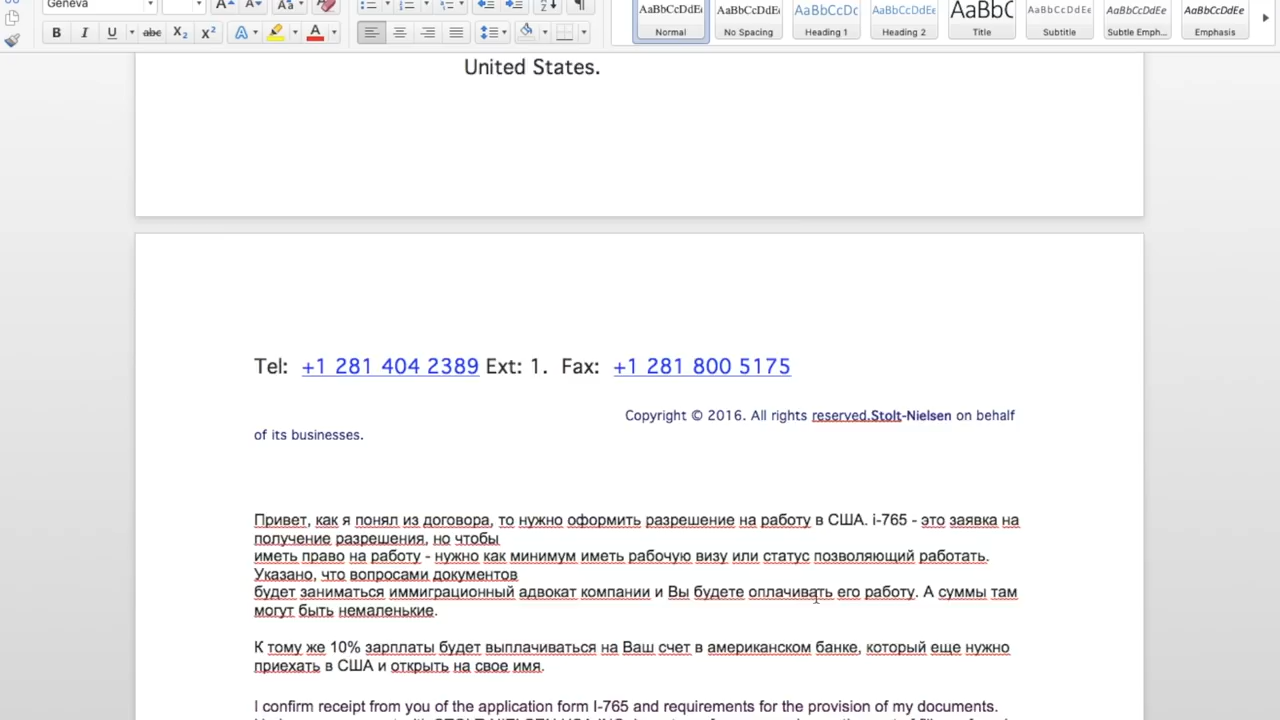 Geneva
AaBbCcDdEe AaBbCcDdEe AaBbCcDc AaBbCcDdEe AaBbC AaBbCcDdEe AaBbCcDdEe AaBbCcDdEe
B I U abc X₂ X² A A
Normal No Spacing Heading 1 Heading 2 Title Subtitle Subtle Emph... Emphasis
United States.
Tel: +1 281 404 2389 Ext: 1. Fax: +1 281 800 5175
Copyright © 2016. All rights reserved.Stolt-Nielsen on behalf
of its businesses.
Привет, как я понял из договора, то нужно оформить разрешение на работу в США. i-765 - это заявка на
получение разрешения, но чтобы
иметь право на работу - нужно как минимум иметь рабочую визу или статус позволяющий работать.
Указано, что вопросами документов
будет заниматься иммиграционный адвокат компании и Вы будете оплачивать его работу. А суммы там
могут быть немаленькие.
К тому же 10% зарплаты будет выплачиваться на Ваш счет в американском банке, который еще нужно
приехать в США и открыть на свое имя.
I confirm receipt from you of the application form I-765 and requirements for the provision of my documents.